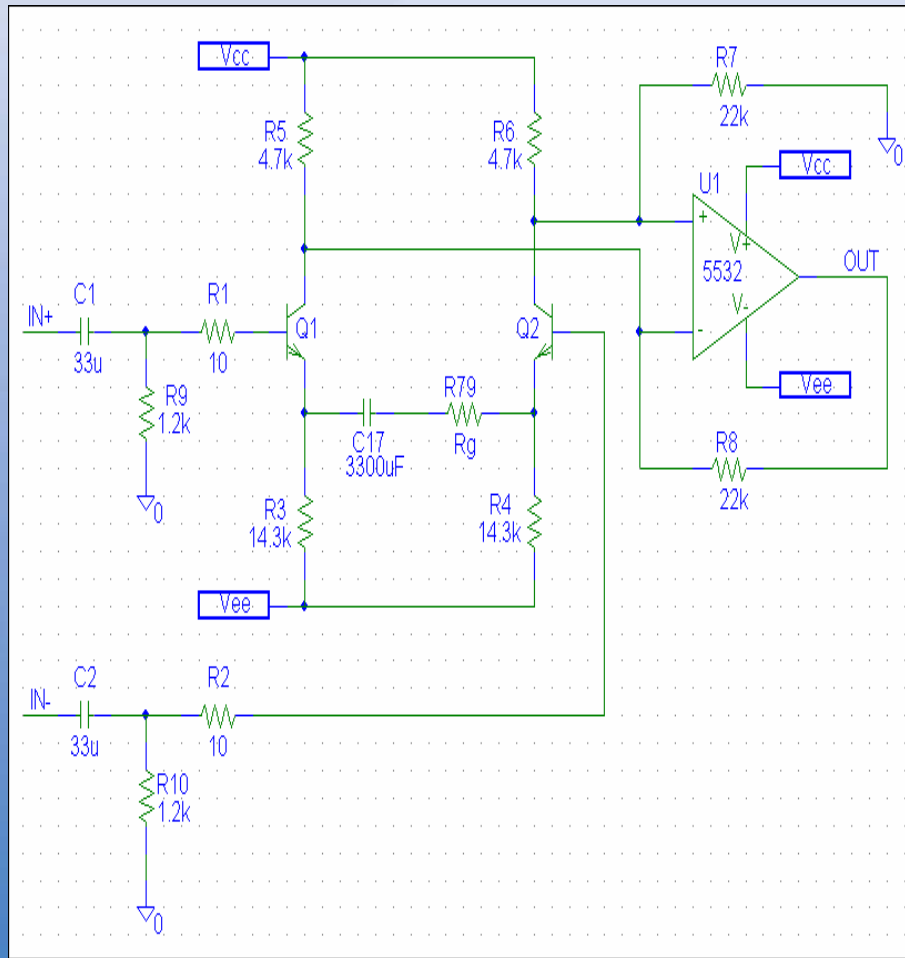 Vcc
R7
22k
0
R5
4.7k
R6
4.7k
Vcc
U1
+
V+
5532
V-
-
OUT
C1
IN+
33u
R1
10
Q1
Q2
R9
1.2k
0
C17
3300uF
R79
Rg
Vee
R8
22k
R3
14.3k
R4
14.3k
Vee
C2
IN-
33u
R2
10
R10
1.2k
0